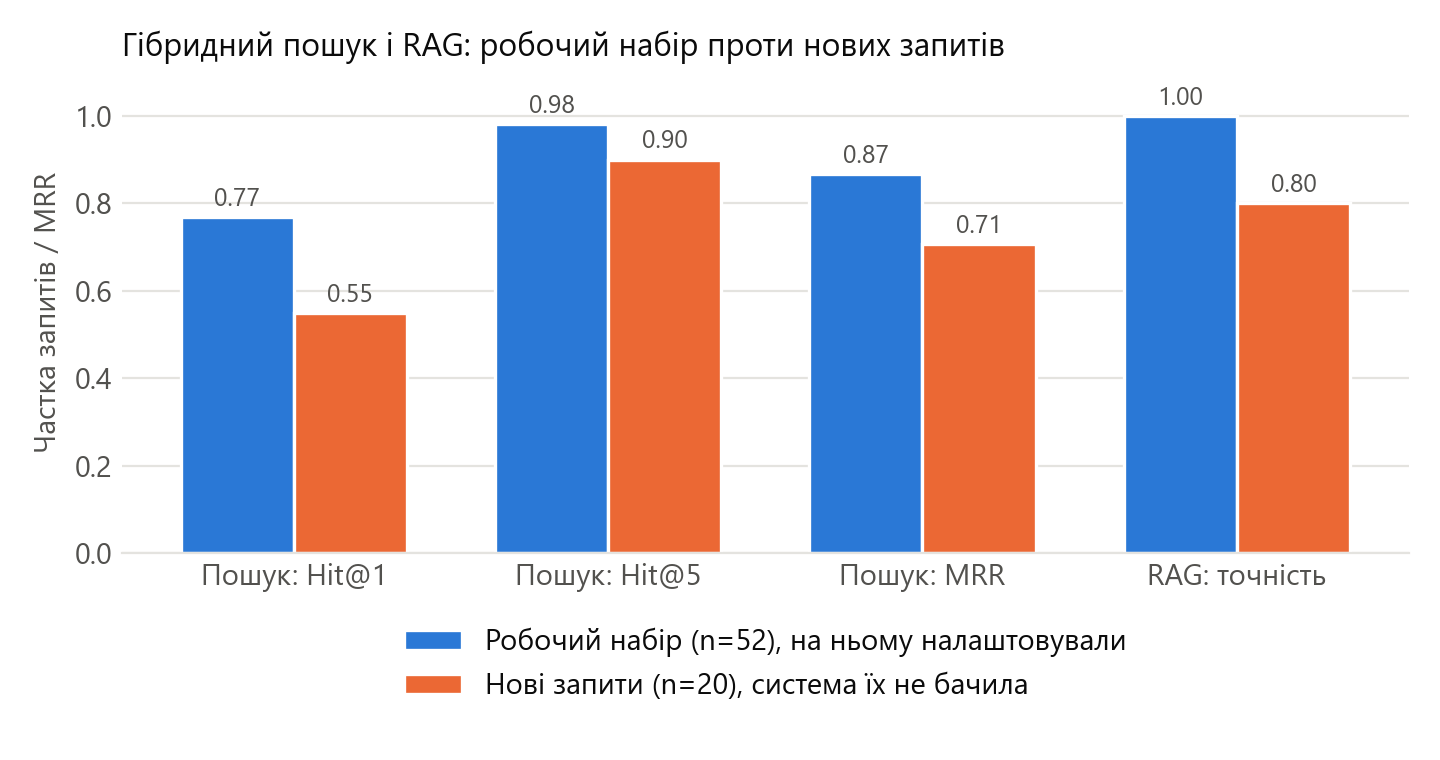 Гібридний пошук і RAG: робочий набір проти нових запитів
Частка запитів / MRR
1.0
0.8
0.6
0.4
0.2
0.0
0.77
0.55
0.98
0.90
0.87
0.71
1.00
0.80
Пошук: Hit@1
Пошук: Hit@5
Пошук: MRR
RAG: точність
Робочий набір (n=52), на ньому налаштовували
Нові запити (n=20), система їх не бачила